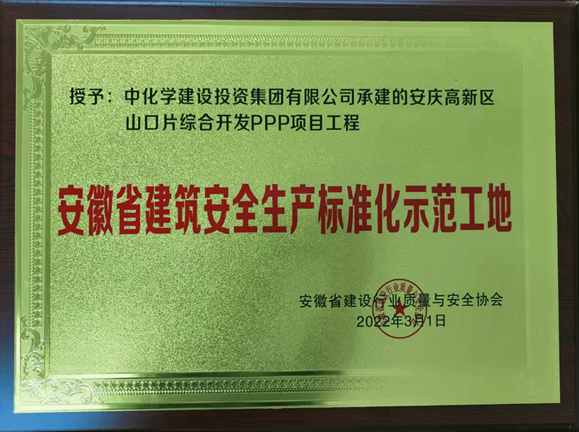 授予：中化学建设投资集团有限公司承建的安庆高新区
山口片综合开发PPP项目工程
安徽省建筑安全生产标准化示范工地
安徽省建设行业质量与安全协会
2022年3月1日